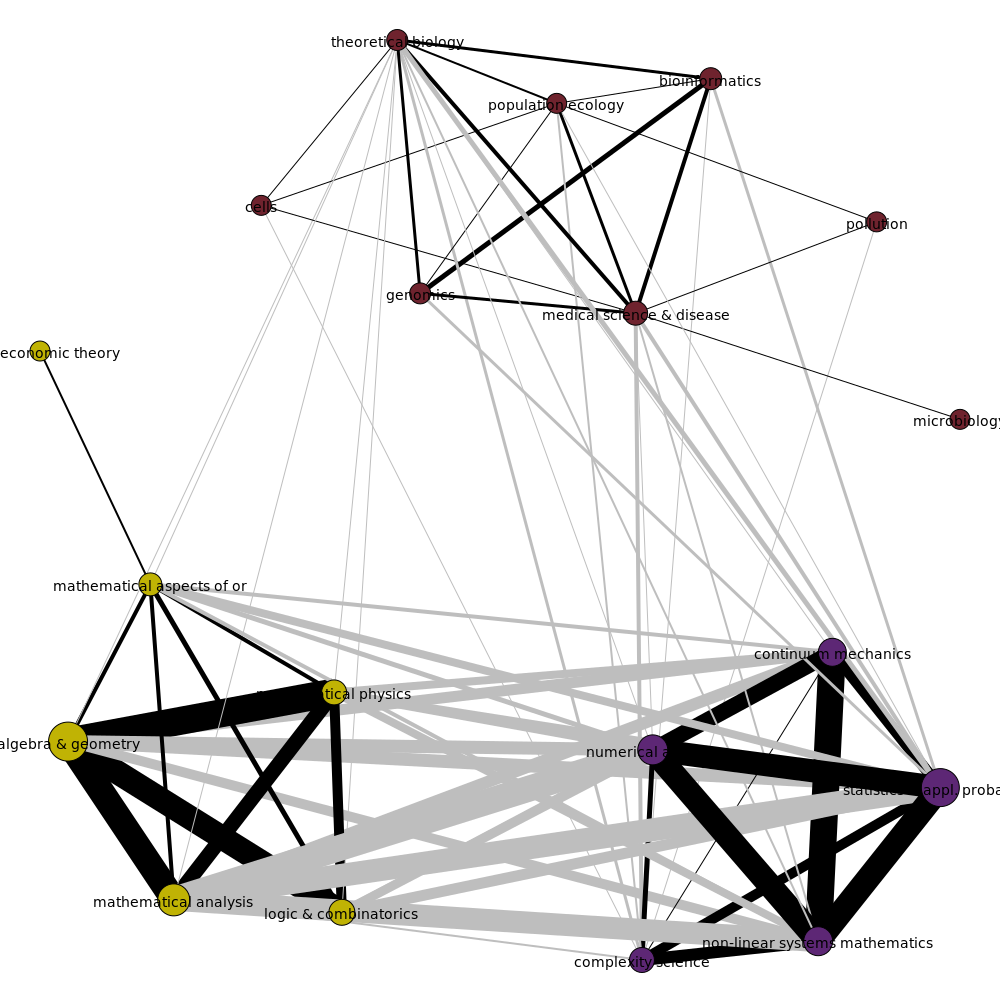 theoretical biology
bioinformatics
population ecology
cells
pollution
genomics
medical science & disease
economic theory
microbiology
mathematical aspects of or
continuum mechanics
tical physics
algebra & geometry
numerical a
statistics appl. proba
mathematical analysis
logic & combinatorics
non-linear systems mathematics
complexity science